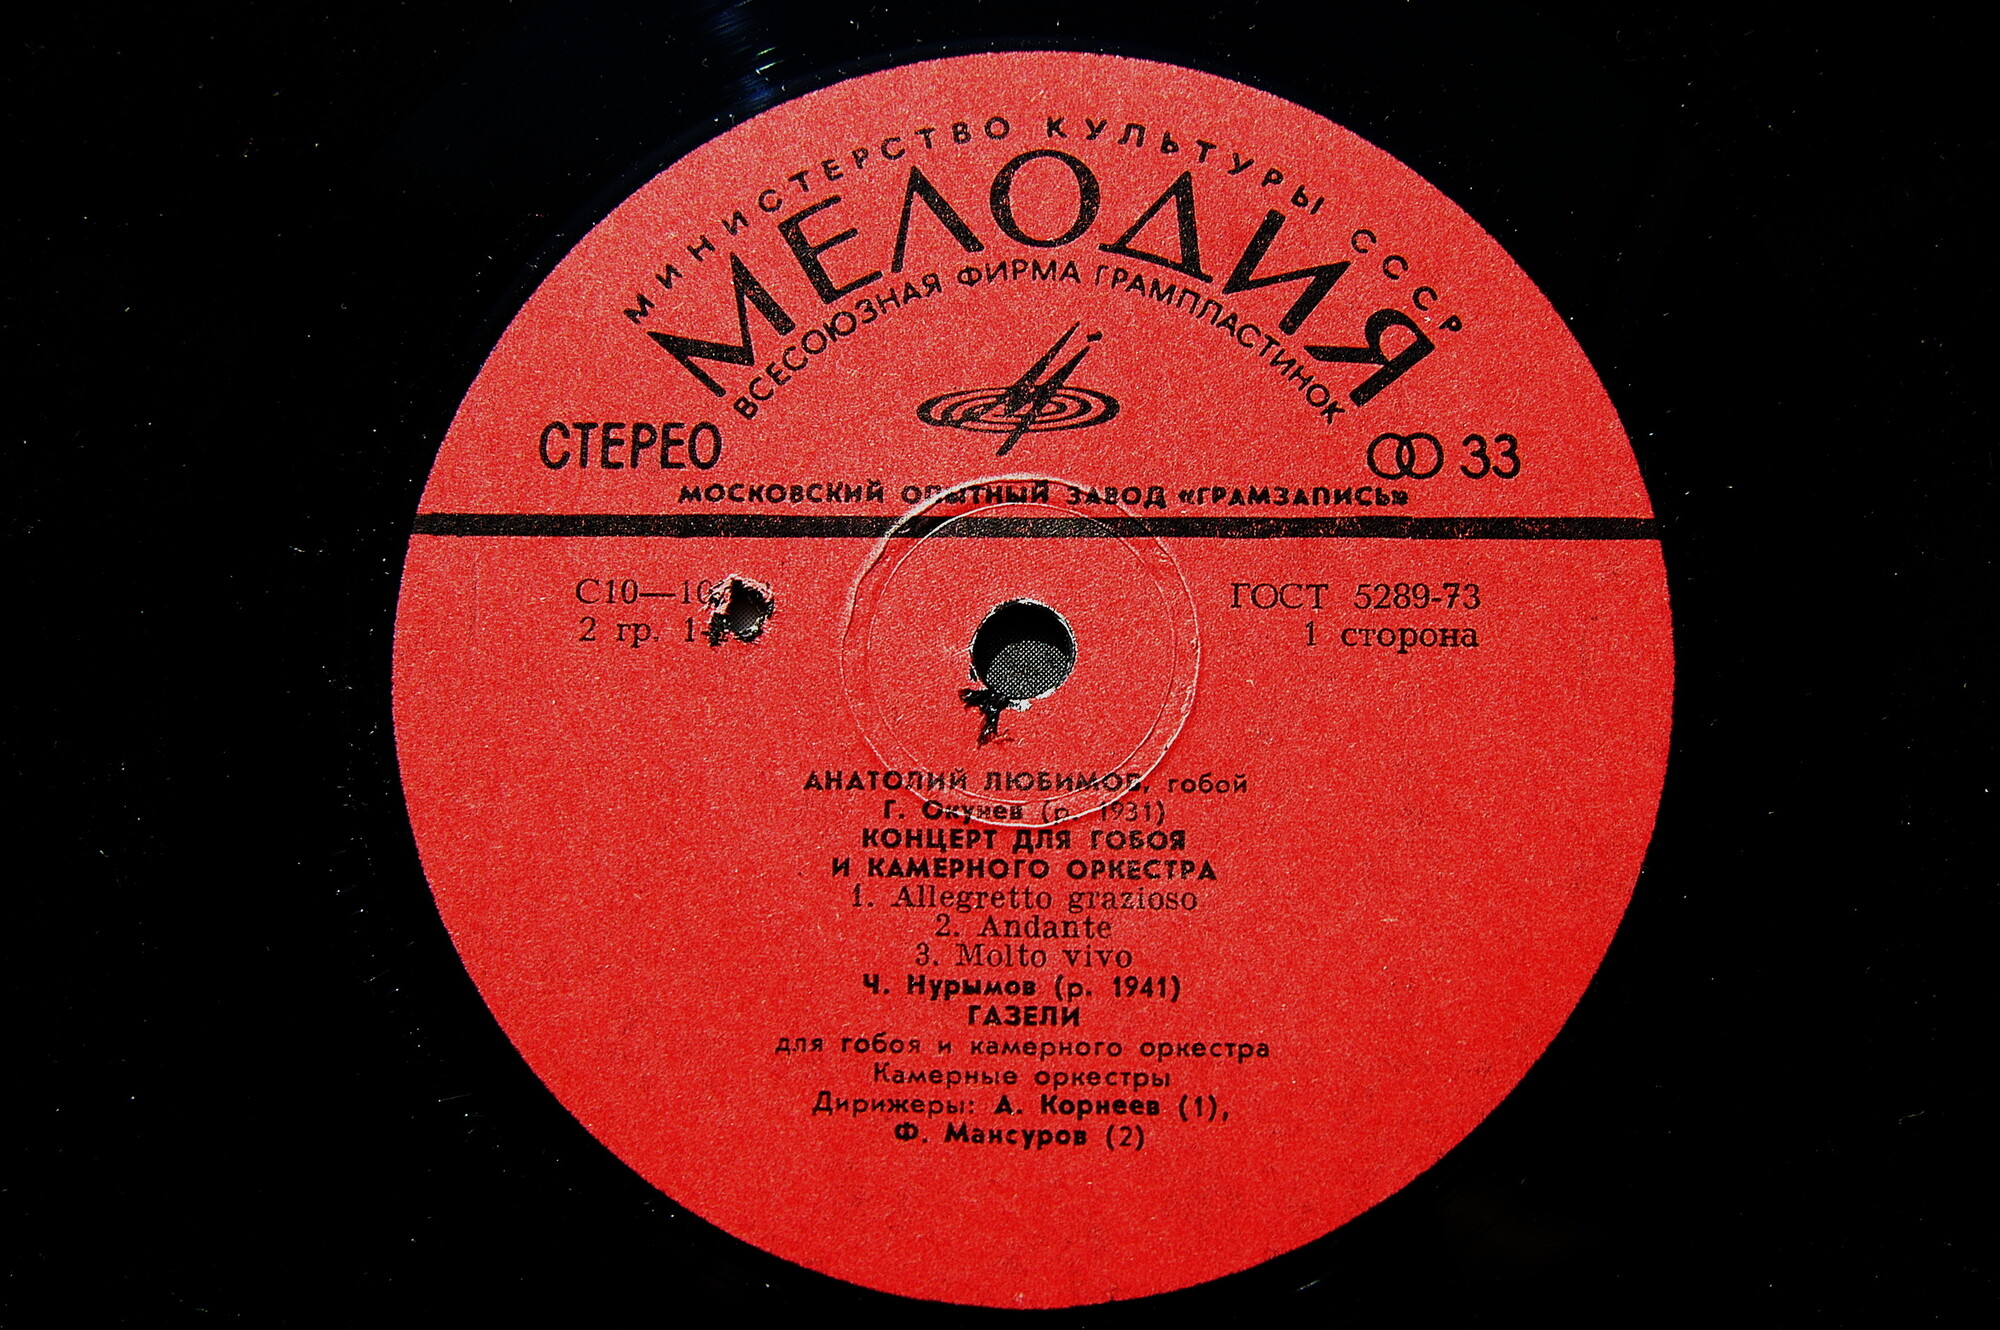 МИНИСТЕРСТВО КУЛЬТУРЫ СССР
МЕЛОДИЯ
ВСЕСОЮЗНАЯ ФИРМА ГРАМПЛАСТИНОК
СТЕРЕО
33
МОСКОВСКИЙ ОПЫТНЫЙ ЗАВОД «ГРАМЗАПИСЬ»
ГОСТ 5289-73
2 гр.
1 сторона
АНАТОЛИЙ ЛЮБИМОВ, гобой
Г. Окунев (р. 1931)
КОНЦЕРТ ДЛЯ ГОБОЯ
И КАМЕРНОГО ОРКЕСТРА
1. Allegretto grazioso
2. Andante
3. Molto vivo
Ч. Нурымов (р. 1941)
ГАЗЕЛИ
для гобоя и камерного оркестра
Камерные оркестры
Дирижеры: А. Корнеев (1),
Ф. Мансуров (2)